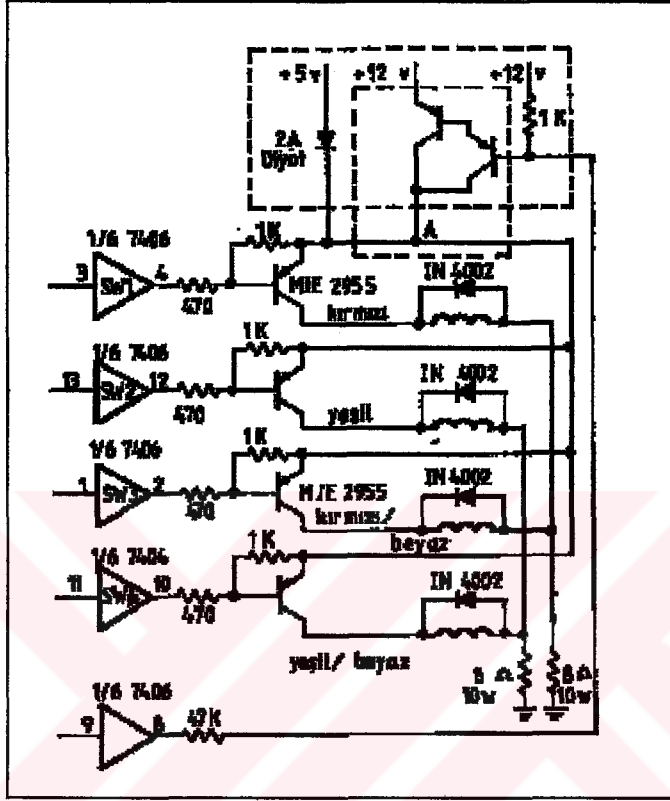 +5v +12 v +12 v
1 K
2A
Diyot
1K
A
1/6 7406
3 SW1 4
470
MJE 2955
IN 4002
kırmızı
1K
1/6 7406
13 SW2 12
470
IN 4002
yeşil
1K
1/6 7406
1 SW3 2
470
MJE 2955
IN 4002
kırmızı/
beyaz
1 K
1/6 7406
11 10
470
IN 4002
yeşil/ beyaz
Ω 8 Ω
10w 10w
1/6 7406
9 8
47K